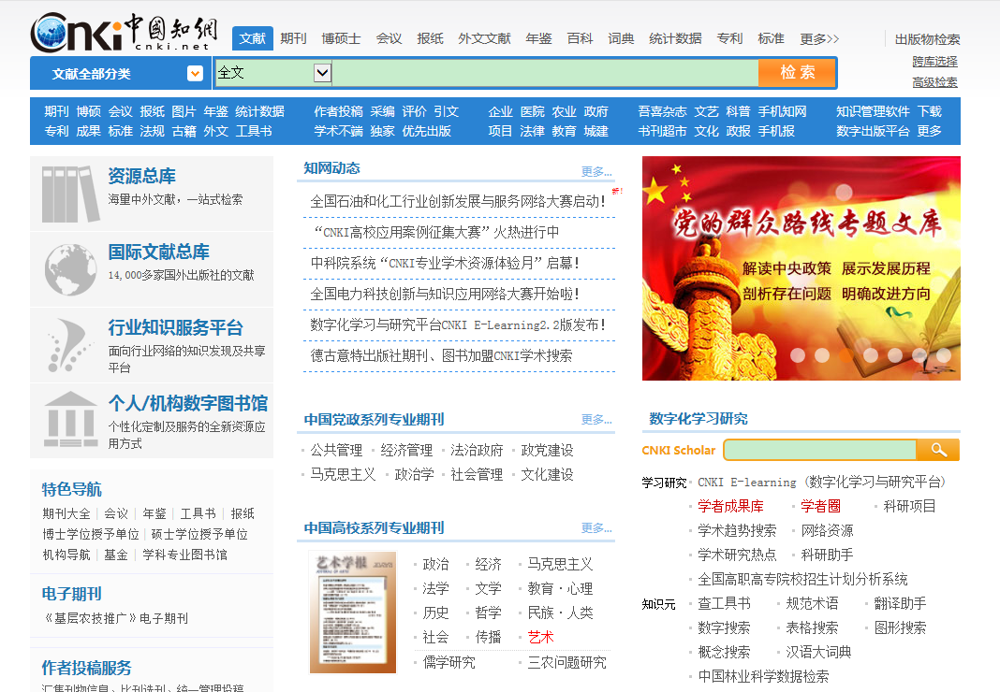 Cnki中國知網
cnki.net
文献 期刊 博硕士 会议 报纸 外文文献 年鉴 百科 词典 统计数据 专利 标准 更多>> 出版物检索
文献全部分类 全文 检 索 跨库选择
高级检索
期刊 博硕 会议 报纸 图片 年鉴 统计数据 作者投稿 采编 评价 引文 企业 医院 农业 政府 吾喜杂志 文艺 科普 手机知网 知识管理软件 下载
专利 成果 标准 法规 古籍 外文 工具书 学术不端 独家 优先出版 项目 法律 教育 城建 书刊超市 文化 政报 手机报 数字出版平台 更多
资源总库
海量中外文献，一站式检索
国际文献总库
14,000多家国外出版社的文献
行业知识服务平台
面向行业网络的知识发现及共享
平台
个人/机构数字图书馆
个性化定制及服务的全新资源应
用方式
特色导航
期刊大全 | 会议 | 年鉴 | 工具书 | 报纸
博士学位授予单位 | 硕士学位授予单位
机构导航 | 基金 | 学科专业图书馆
电子期刊
《基层农技推广》电子期刊
作者投稿服务
汇集刊物信息、比刊选刊、统一管理投稿
知网动态 更多...
全国石油和化工行业创新发展与服务网络大赛启动! 新!
“CNKI高校应用案例征集大赛”火热进行中
中科院系统“CNKI专业学术资源体验月”启幕!
全国电力科技创新与知识应用网络大赛开始啦!
数字化学习与研究平台CNKI E-Learning2.2版发布!
德古意特出版社期刊、图书加盟CNKI学术搜索
中国党政系列专业期刊 更多...
公共管理 经济管理 法治政府 政党建设
马克思主义 政治学 社会管理 文化建设
中国高校系列专业期刊 更多...
艺术学报
政治 经济 马克思主义
法学 文学 教育·心理
历史 哲学 民族·人类
社会 传播 艺术
儒学研究 三农问题研究
党的群众路线专题文库
解读中央政策 展示发展历程
剖析存在问题 明确改进方向
数字化学习研究
CNKI Scholar
学习研究 CNKI E-learning (数字化学习与研究平台)
学者成果库 学者圈 科研项目
学术趋势搜索 网络资源
学术研究热点 科研助手
全国高职高专院校招生计划分析系统
知识元 查工具书 规范术语 翻译助手
数字搜索 表格搜索 图形搜索
概念搜索 汉语大词典
中国林业科学数据检索